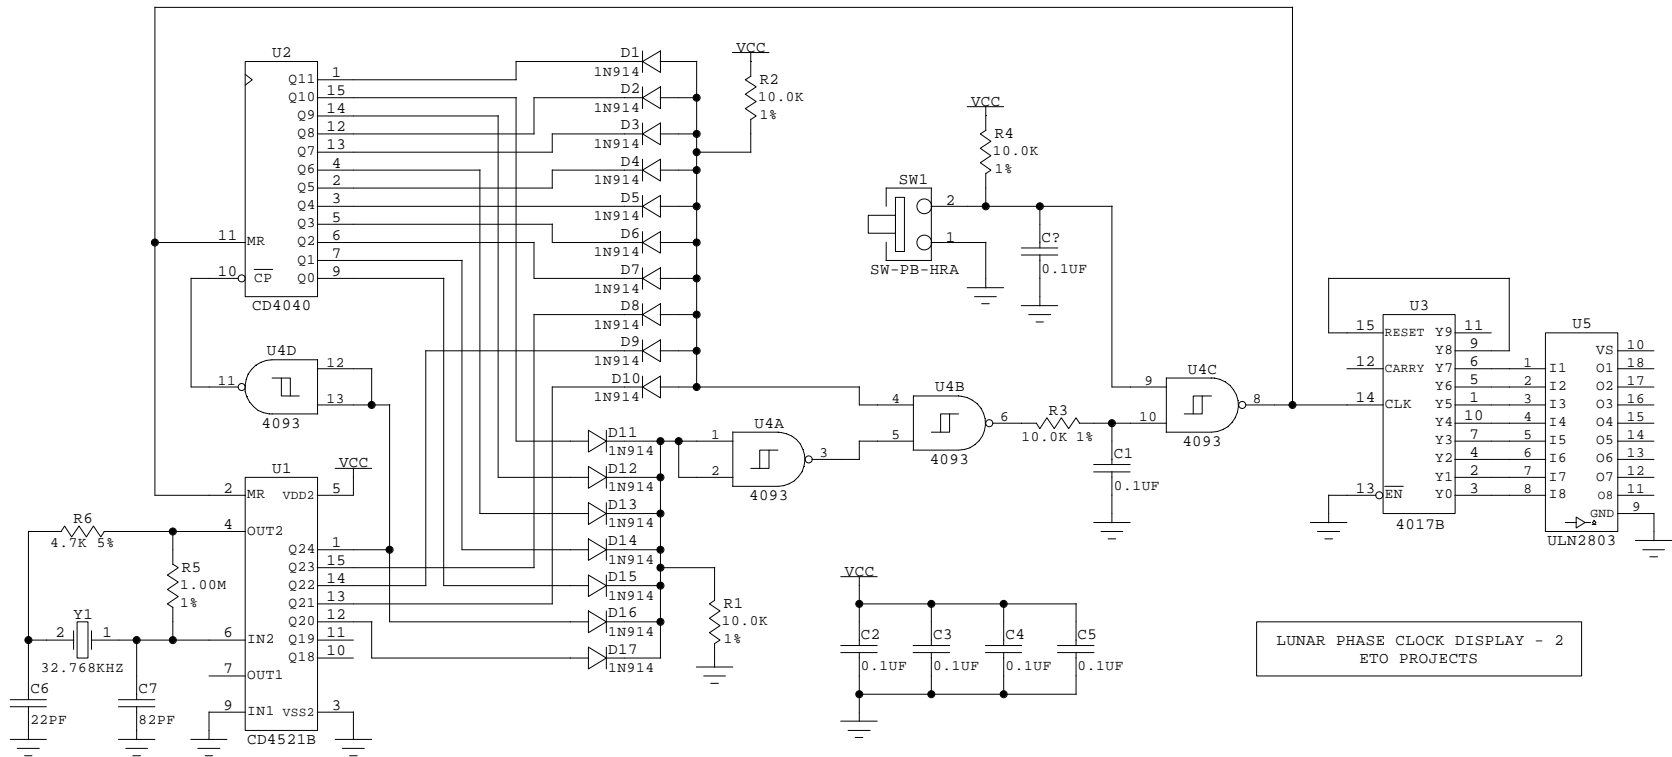 U2
CD4040
Q11 1
Q10 15
Q9 14
Q8 12
Q7 13
Q6 4
Q5 2
Q4 3
Q3 5
Q2 6
Q1 7
Q0 9
11 MR
10 CP
U4D
4093
11
12
13
U1
CD4521B
2 MR
4 OUT2
6 IN2
7 OUT1
9 IN1
VDD2 5
VCC
Q24 1
Q23 15
Q22 14
Q21 13
Q20 12
Q19 11
Q18 10
VSS2 3
R6
4.7K 5%
R5
1.00M
1%
Y1
2 1
32.768KHZ
C6
22PF
C7
82PF
D1
1N914
D2
1N914
D3
1N914
D4
1N914
D5
1N914
D6
1N914
D7
1N914
D8
1N914
D9
1N914
D10
1N914
D11
1N914
D12
1N914
D13
1N914
D14
1N914
D15
1N914
D16
1N914
D17
1N914
VCC
R2
10.0K
1%
R1
10.0K
1%
U4A
1
2
3
4093
U4B
4
5
6
4093
R3
10.0K 1%
C1
0.1UF
VCC
R4
10.0K
1%
SW1
2
1
SW-PB-HRA
C?
0.1UF
U4C
9
10
8
4093
U3
15 RESET
12 CARRY
14 CLK
13 EN
Y9 11
Y8 9
Y7 6
Y6 5
Y5 1
Y4 10
Y3 7
Y2 4
Y1 2
Y0 3
4017B
U5
VS 10
1 I1 O1 18
2 I2 O2 17
3 I3 O3 16
4 I4 O4 15
5 I5 O5 14
6 I6 O6 13
7 I7 O7 12
8 I8 O8 11
GND 9
ULN2803
VCC
C2
0.1UF
C3
0.1UF
C4
0.1UF
C5
0.1UF
LUNAR PHASE CLOCK DISPLAY - 2
ETO PROJECTS